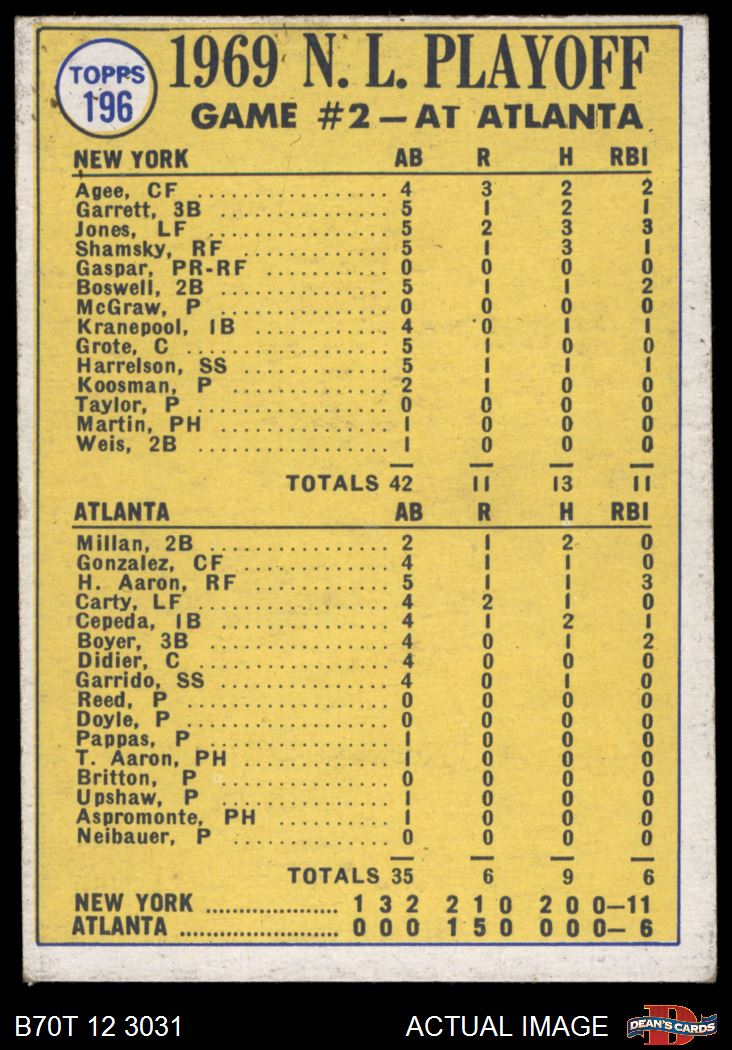 TOPPS
196
1969 N. L. PLAYOFF
GAME #2—AT ATLANTA
NEW YORK AB R H RBI
Agee, CF .................. 4 3 2 2
Garrett, 3B ................ 5 1 2 1
Jones, LF .................. 5 2 3 3
Shamsky, RF ............... 5 1 3 1
Gaspar, PR-RF ............. 0 0 0 0
Boswell, 2B ................ 5 1 1 2
McGraw, P ................. 0 0 0 0
Kranepool, 1B ............. 4 0 1 1
Grote, C ................... 5 1 0 0
Harrelson, SS .............. 5 1 1 1
Koosman, P ................ 2 1 0 0
Taylor, P .................. 0 0 0 0
Martin, PH ................. 1 0 0 0
Weis, 2B ................... 1 0 0 0
TOTALS 42 11 13 11
ATLANTA AB R H RBI
Millan, 2B ................. 2 1 2 0
Gonzalez, CF .............. 4 1 1 0
H. Aaron, RF .............. 5 1 1 3
Carty, LF .................. 4 2 1 0
Cepeda, 1B ................ 4 1 2 1
Boyer, 3B .................. 4 0 1 2
Didier, C .................. 4 0 0 0
Garrido, SS ................ 4 0 1 0
Reed, P .................... 0 0 0 0
Doyle, P ................... 0 0 0 0
Pappas, P .................. 1 0 0 0
T. Aaron, PH ............... 1 0 0 0
Britton, P ................. 0 0 0 0
Upshaw, P ................. 1 0 0 0
Aspromonte, PH ........... 1 0 0 0
Neibauer, P ................ 0 0 0 0
TOTALS 35 6 9 6
NEW YORK .................... 1 3 2 2 1 0 2 0 0—11
ATLANTA ........................ 0 0 0 1 5 0 0 0 0— 6
B70T 12 3031 ACTUAL IMAGE D DEAN'S CARDS